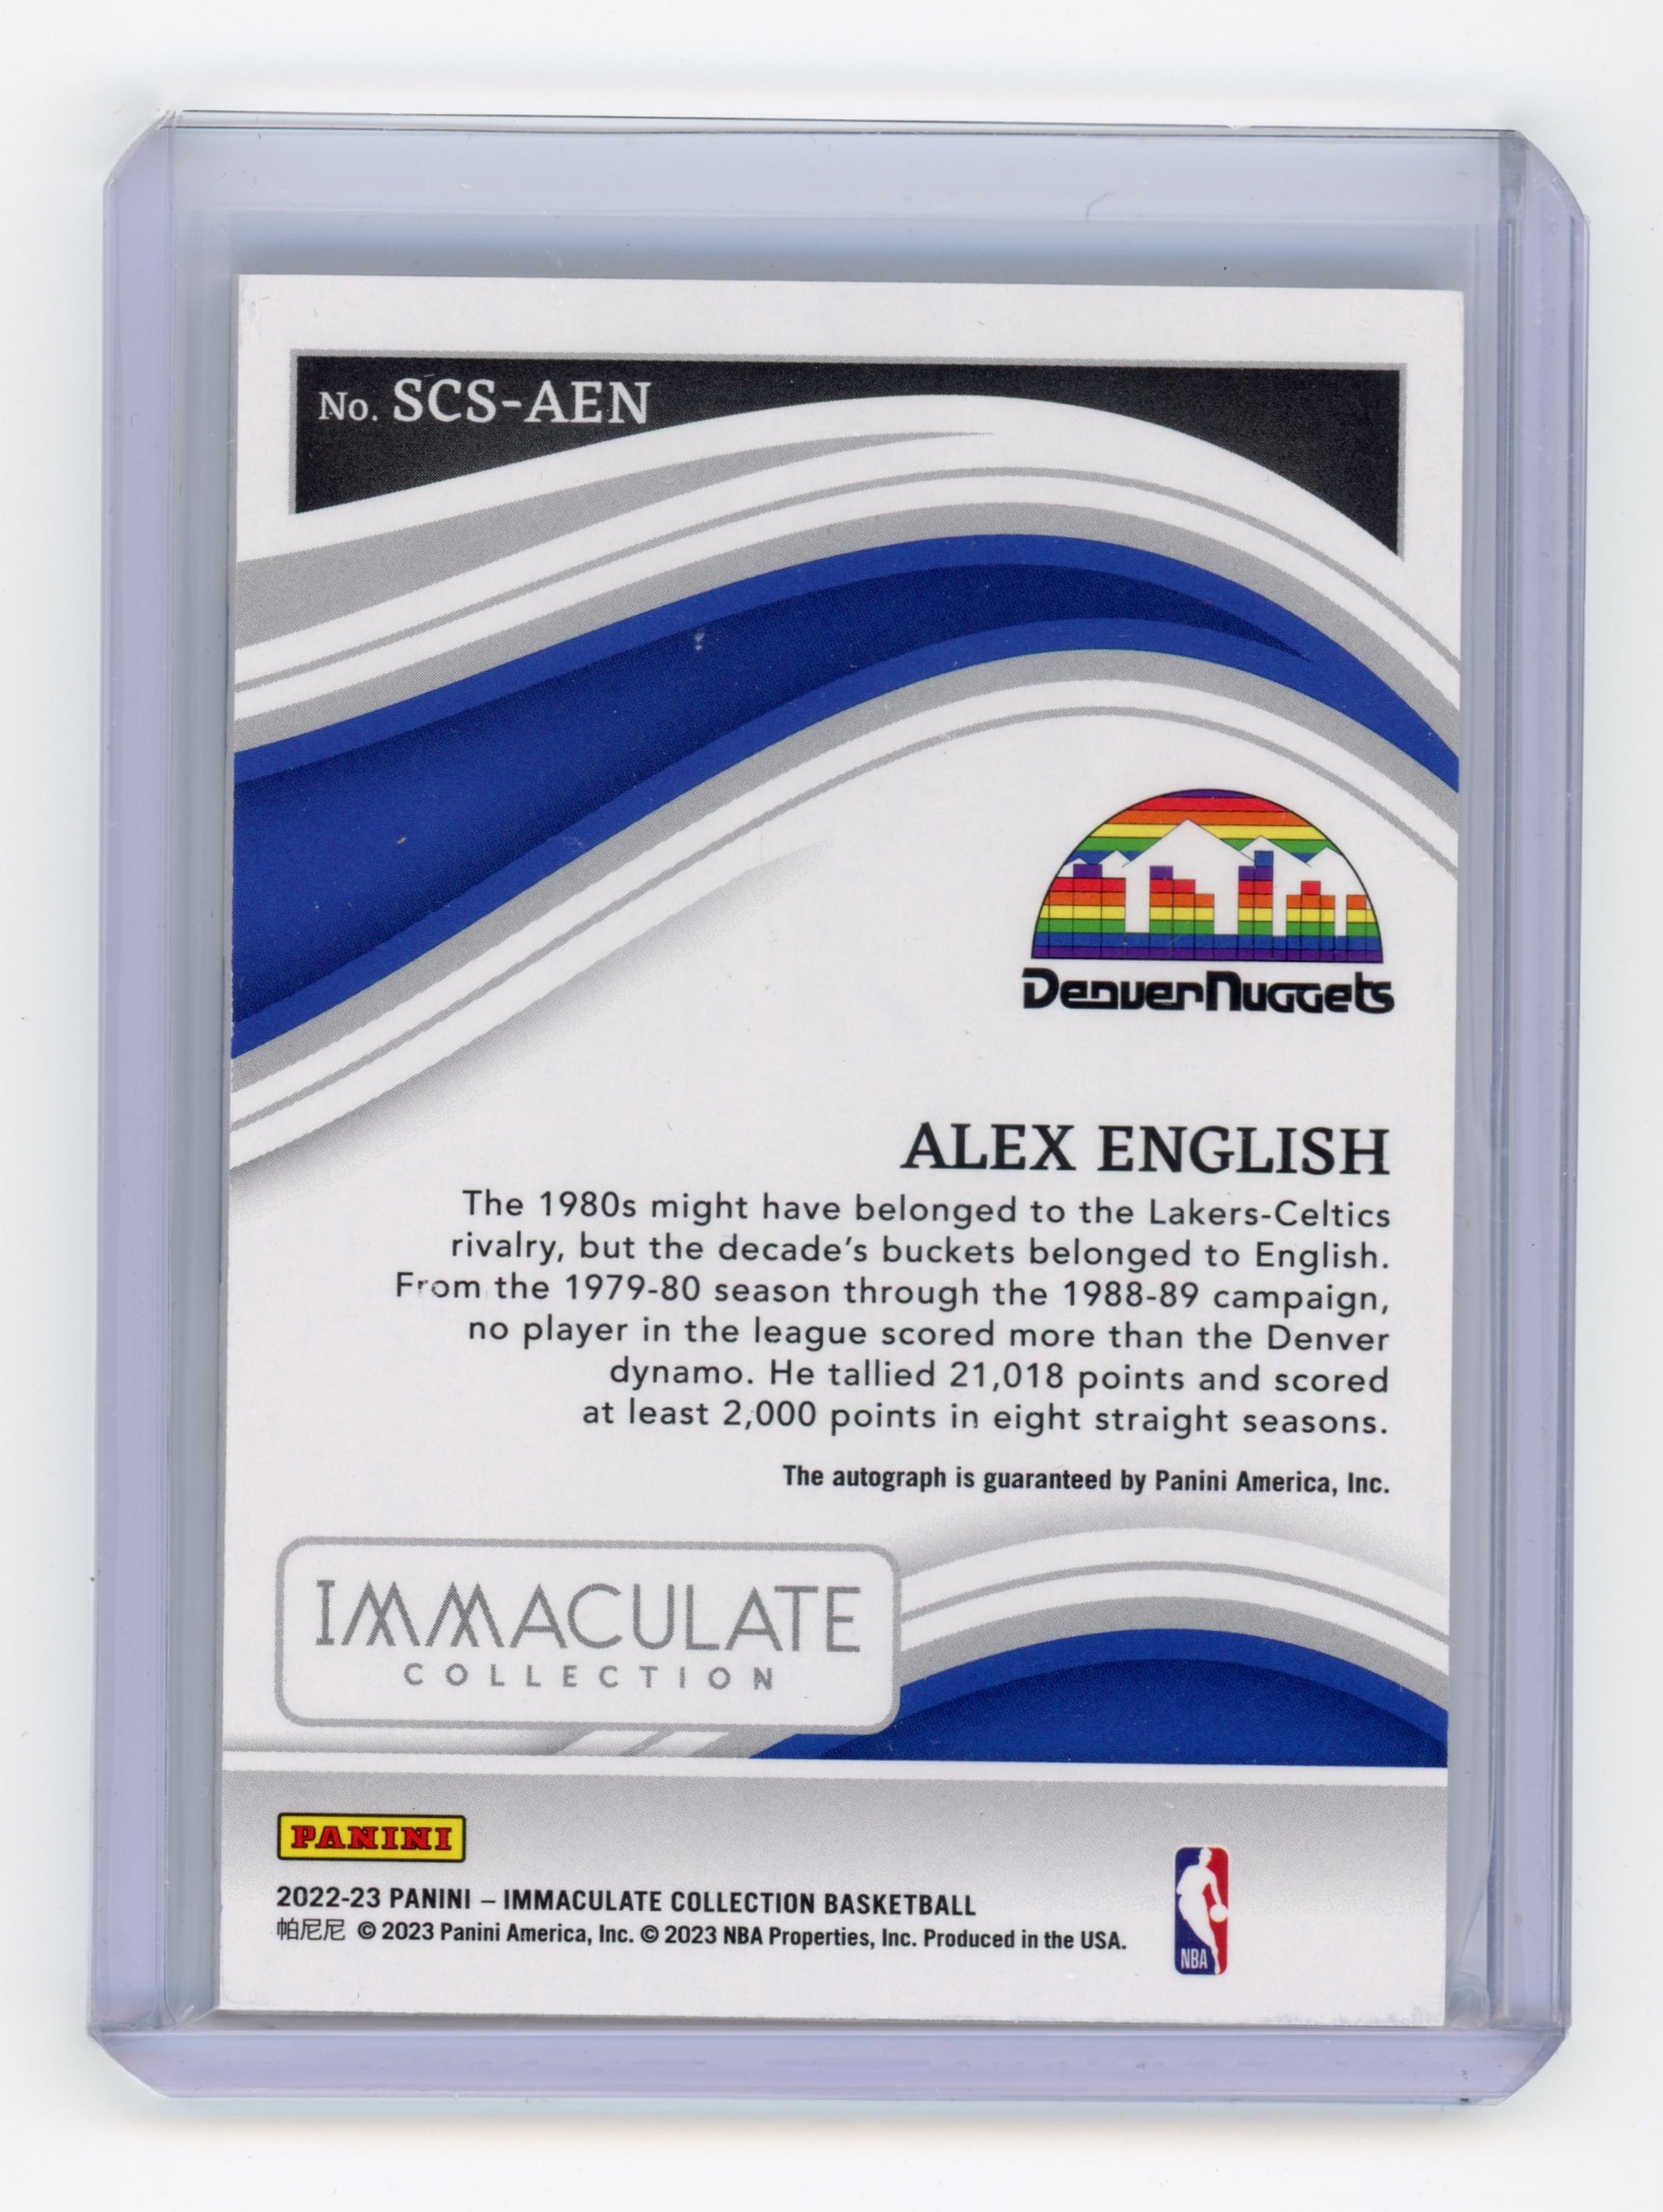 No. SCS-AEN
Denver Nuggets
ALEX ENGLISH
The 1980s might have belonged to the Lakers-Celtics
rivalry, but the decade's buckets belonged to English.
From the 1979-80 season through the 1988-89 campaign,
no player in the league scored more than the Denver
dynamo. He tallied 21,018 points and scored
at least 2,000 points in eight straight seasons.
The autograph is guaranteed by Panini America, Inc.
IMMACULATE
COLLECTION
PANINI
2022-23 PANINI – IMMACULATE COLLECTION BASKETBALL
帕尼尼 © 2023 Panini America, Inc. © 2023 NBA Properties, Inc. Produced in the USA.
NBA